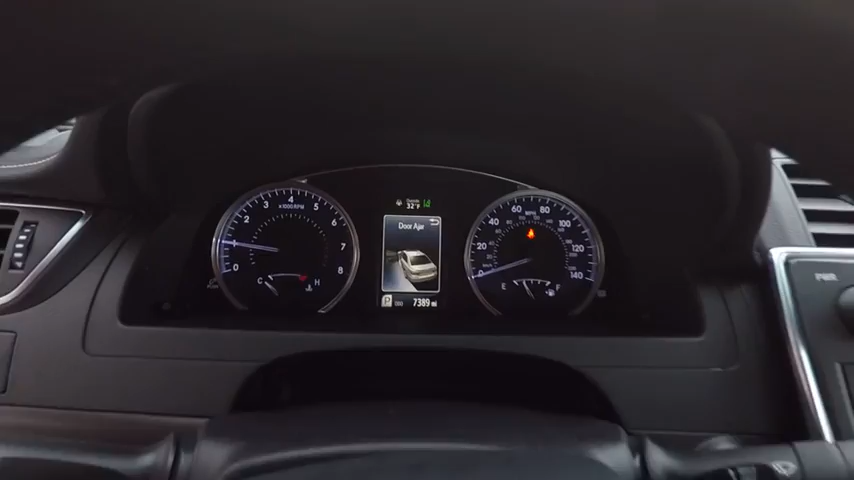 Outside
32°F
Door Ajar
P
7389 mi
0 1 2 3 4 5 6 7 8
x1000 RPM
C H
0 20 40 60 80 100 120 140
MPH
E F
PWR